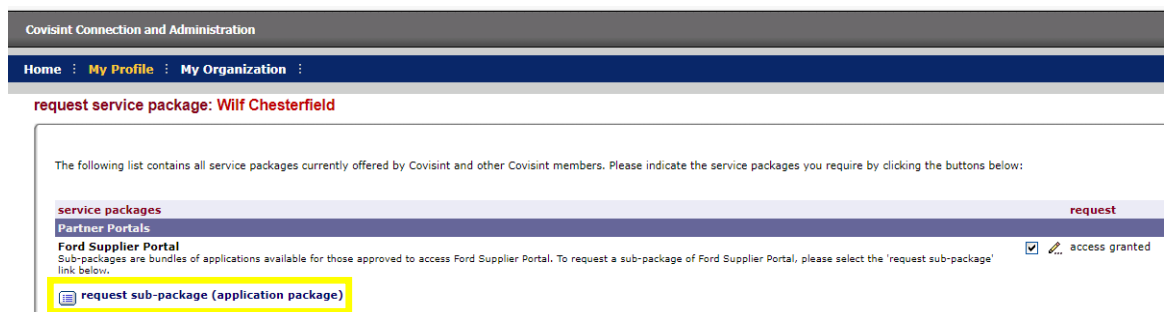 Covisint Connection and Administration
Home : My Profile : My Organization :
request service package: Wilf Chesterfield
The following list contains all service packages currently offered by Covisint and other Covisint members. Please indicate the service packages you require by clicking the buttons below:
service packages request
Partner Portals
Ford Supplier Portal access granted
Sub-packages are bundles of applications available for those approved to access Ford Supplier Portal. To request a sub-package of Ford Supplier Portal, please select the 'request sub-package'
link below.
request sub-package (application package)